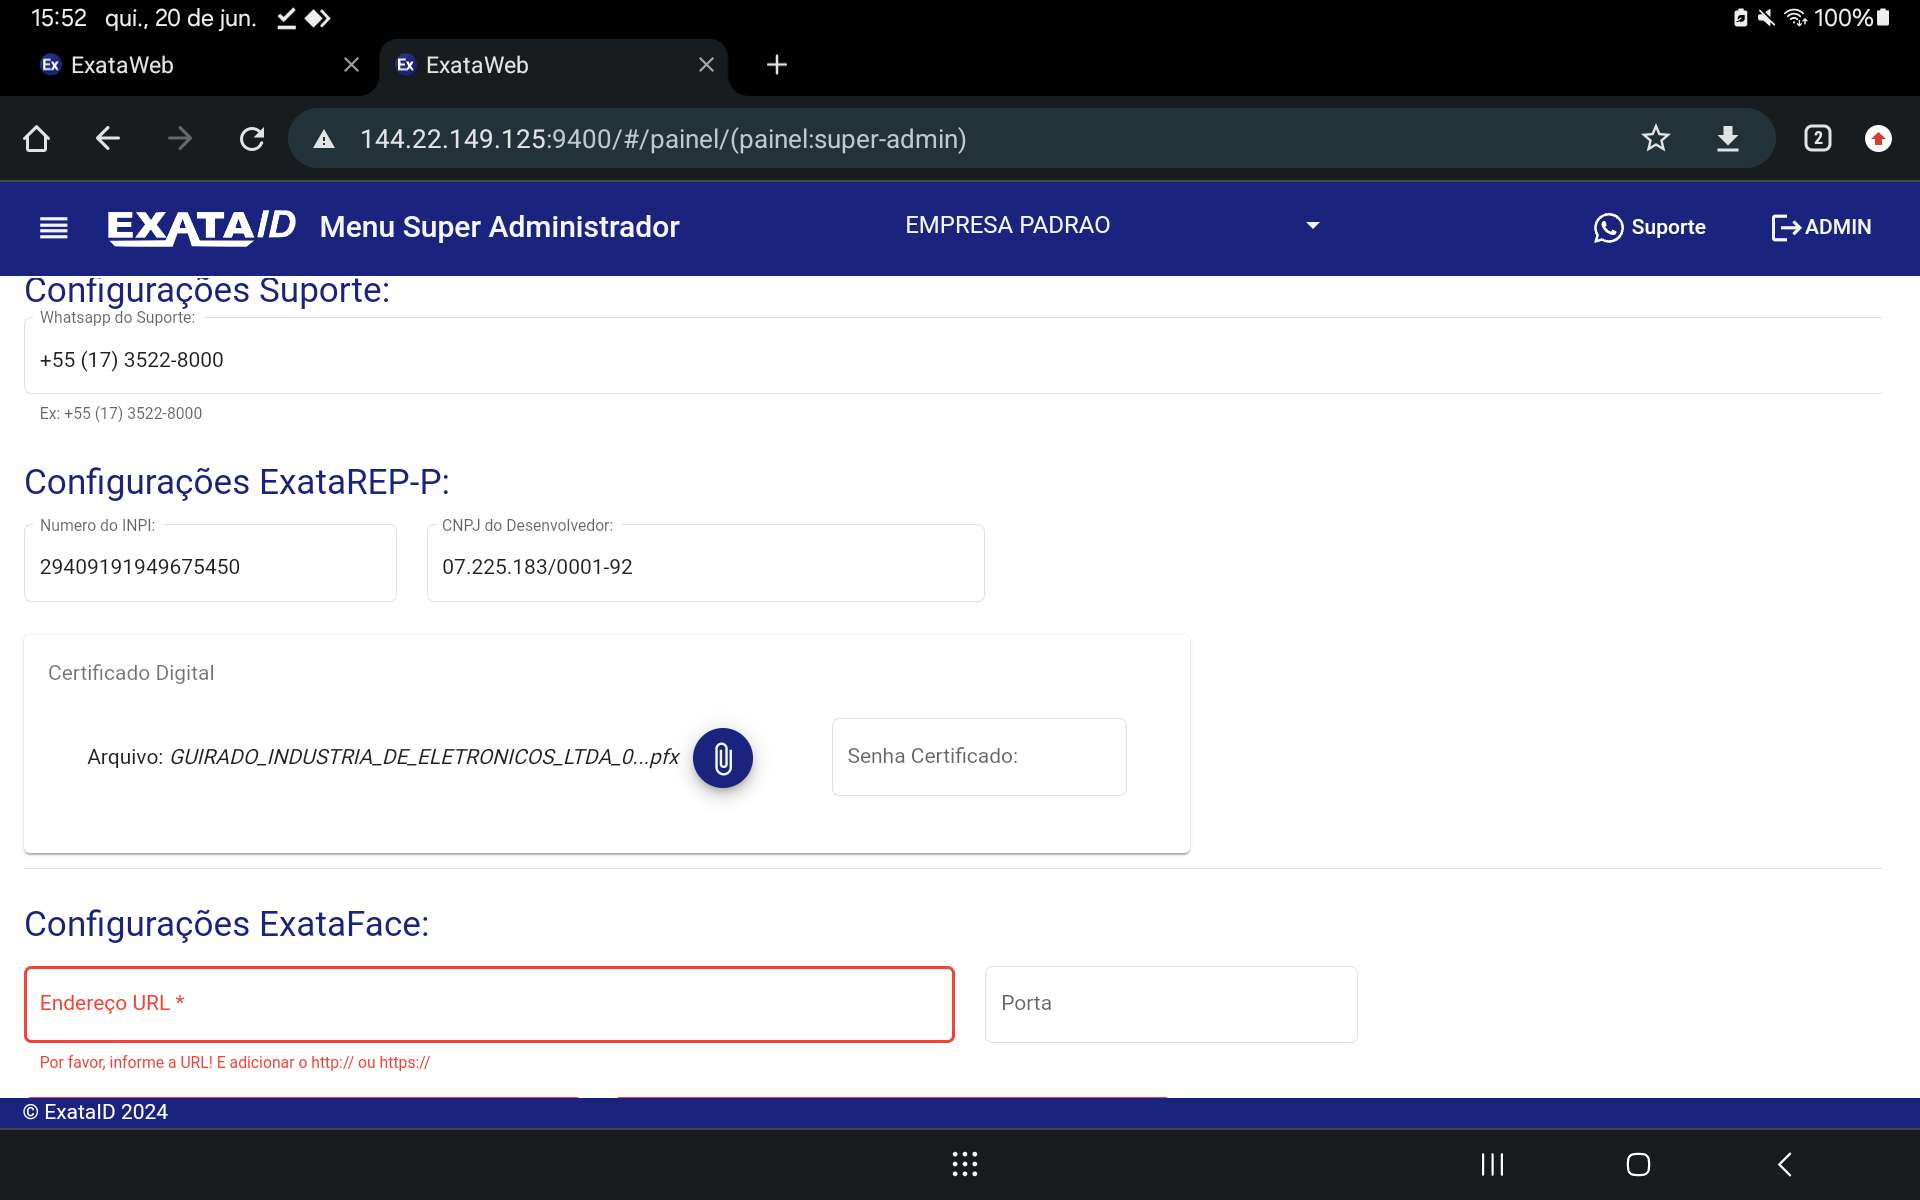 15:52 qui., 20 de jun. 100%
Ex ExataWeb Ex ExataWeb
144.22.149.125:9400/#/painel/(painel:super-admin) 2
EXATAID Menu Super Administrador EMPRESA PADRAO Suporte ADMIN
Configurações Suporte:
Whatsapp do Suporte:
+55 (17) 3522-8000
Ex: +55 (17) 3522-8000
Configurações ExataREP-P:
Numero do INPI: CNPJ do Desenvolvedor:
29409191949675450 07.225.183/0001-92
Certificado Digital
Arquivo: GUIRADO_INDUSTRIA_DE_ELETRONICOS_LTDA_0...pfx Senha Certificado:
Configurações ExataFace:
Endereço URL * Porta
Por favor, informe a URL! E adicionar o http:// ou https://
© ExataID 2024